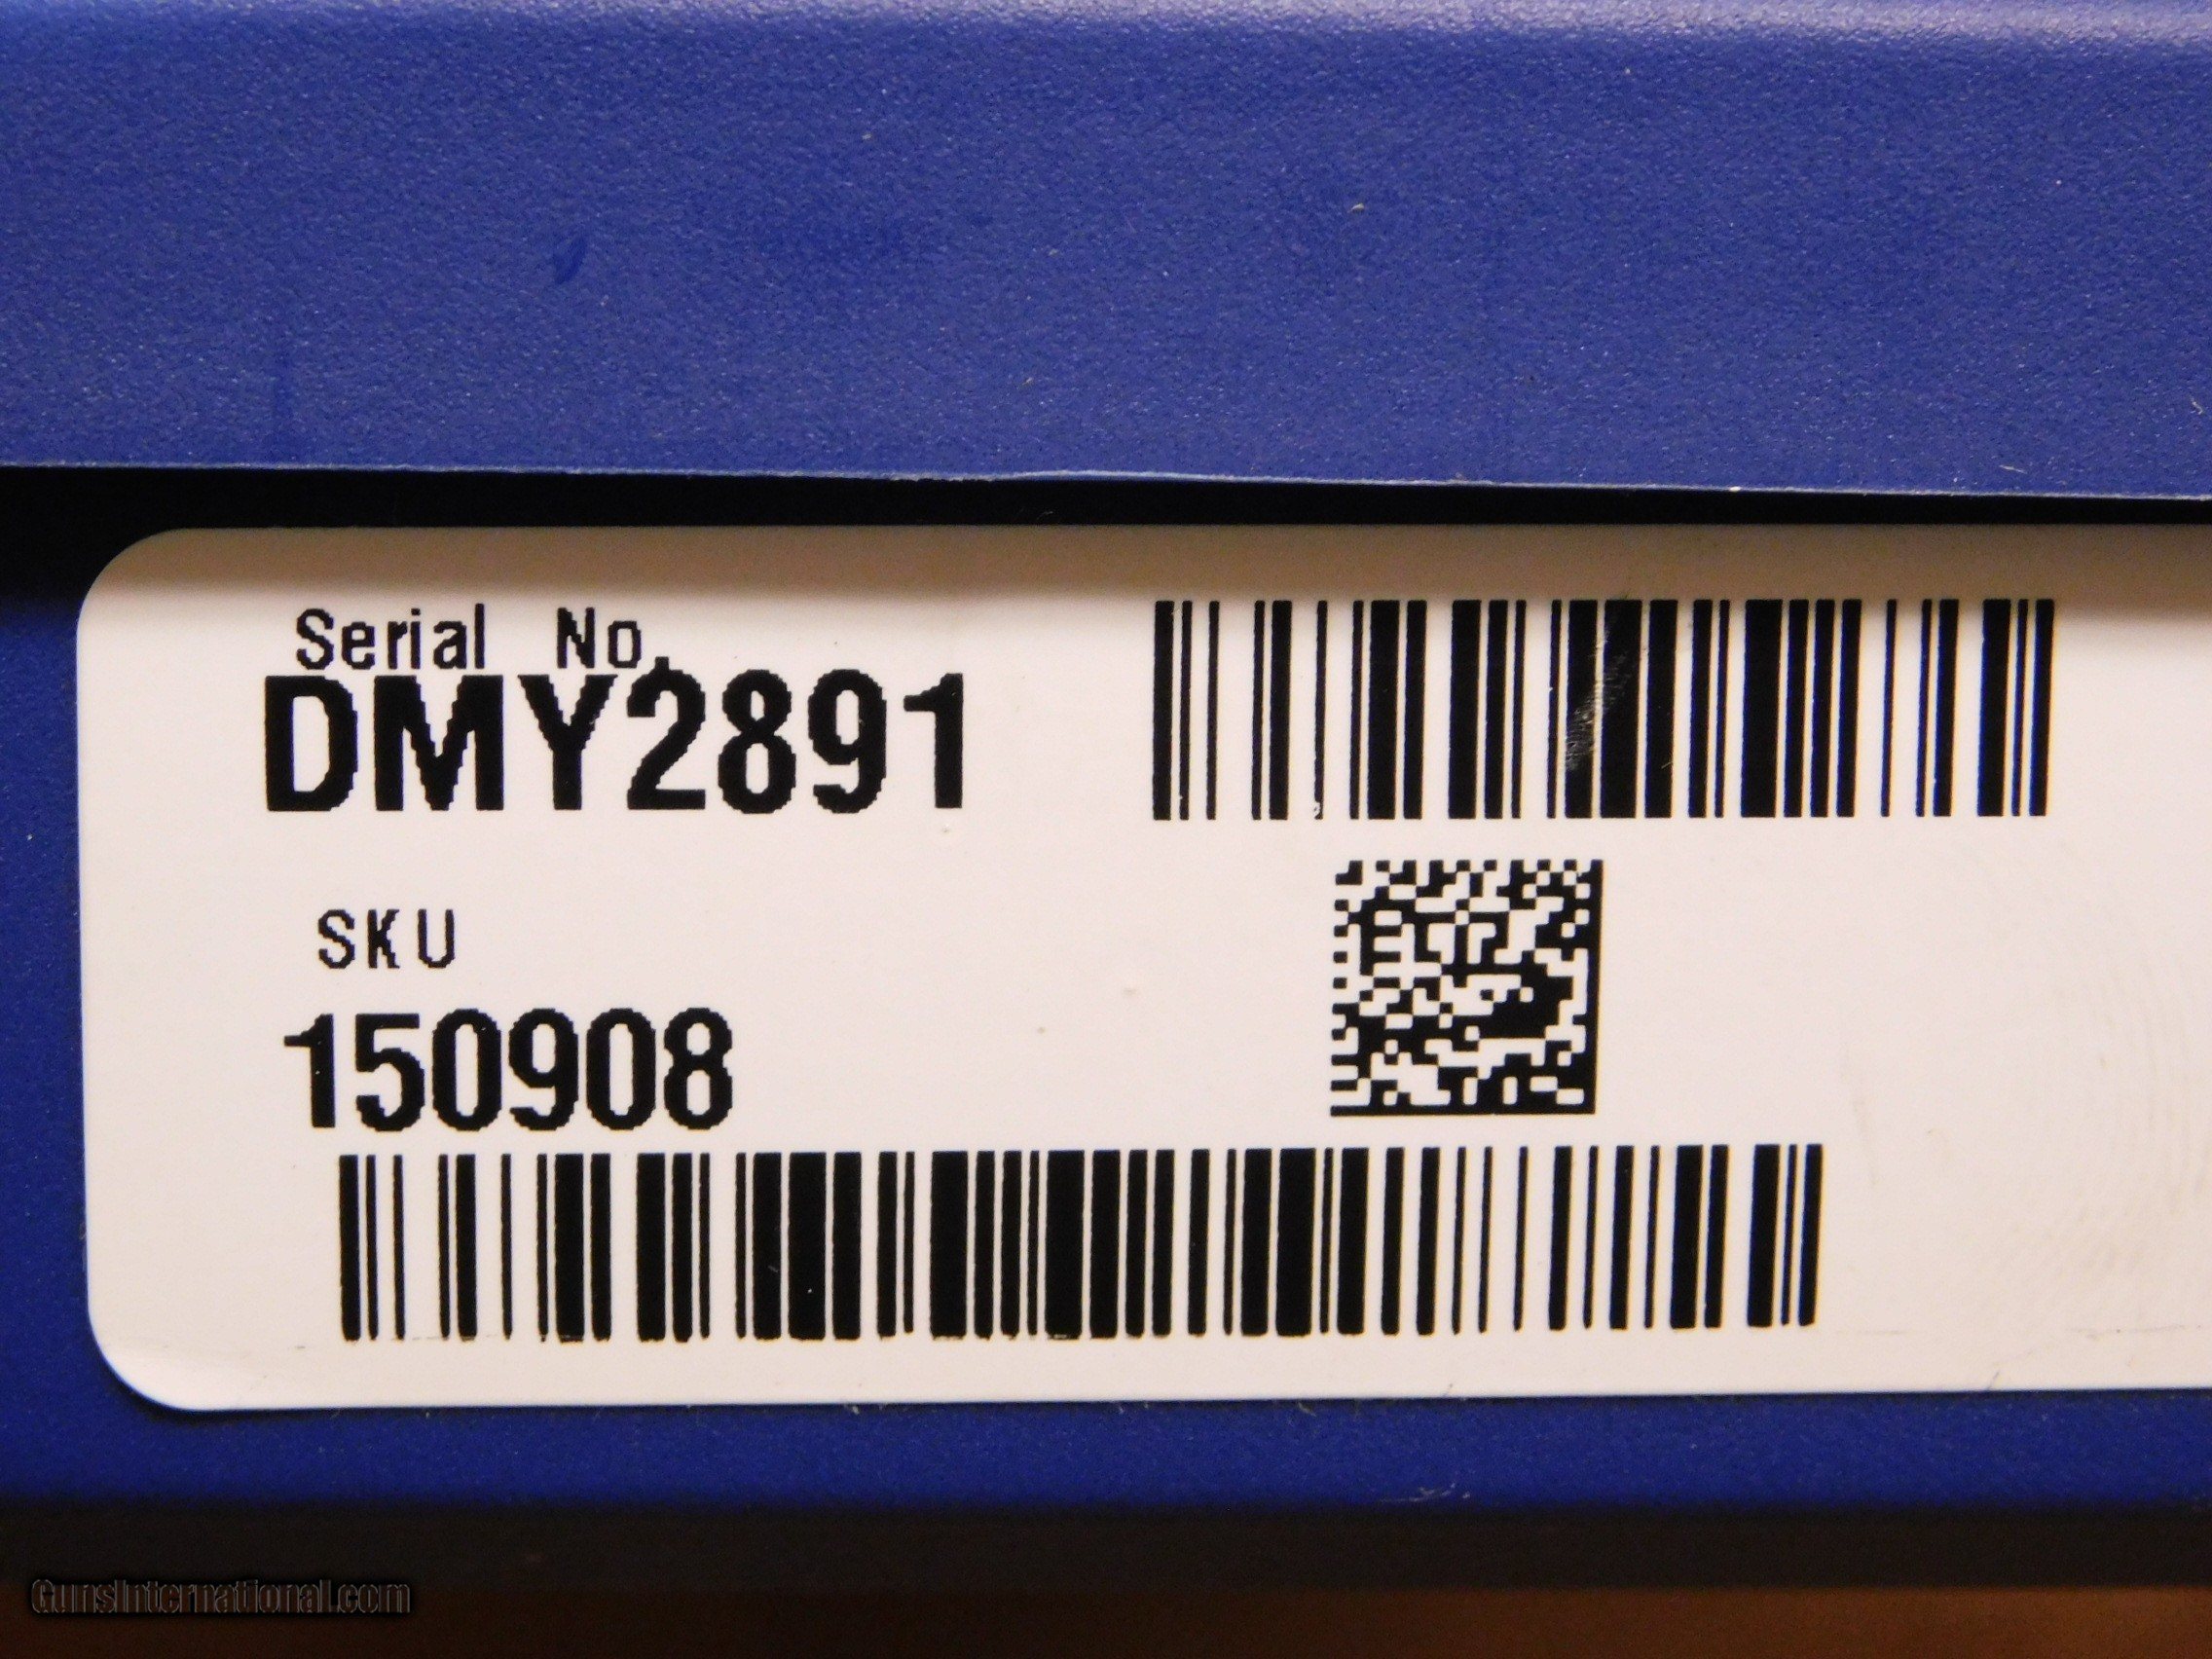 Serial No.
DMY2891
SKU
150908
GunsInternational.com